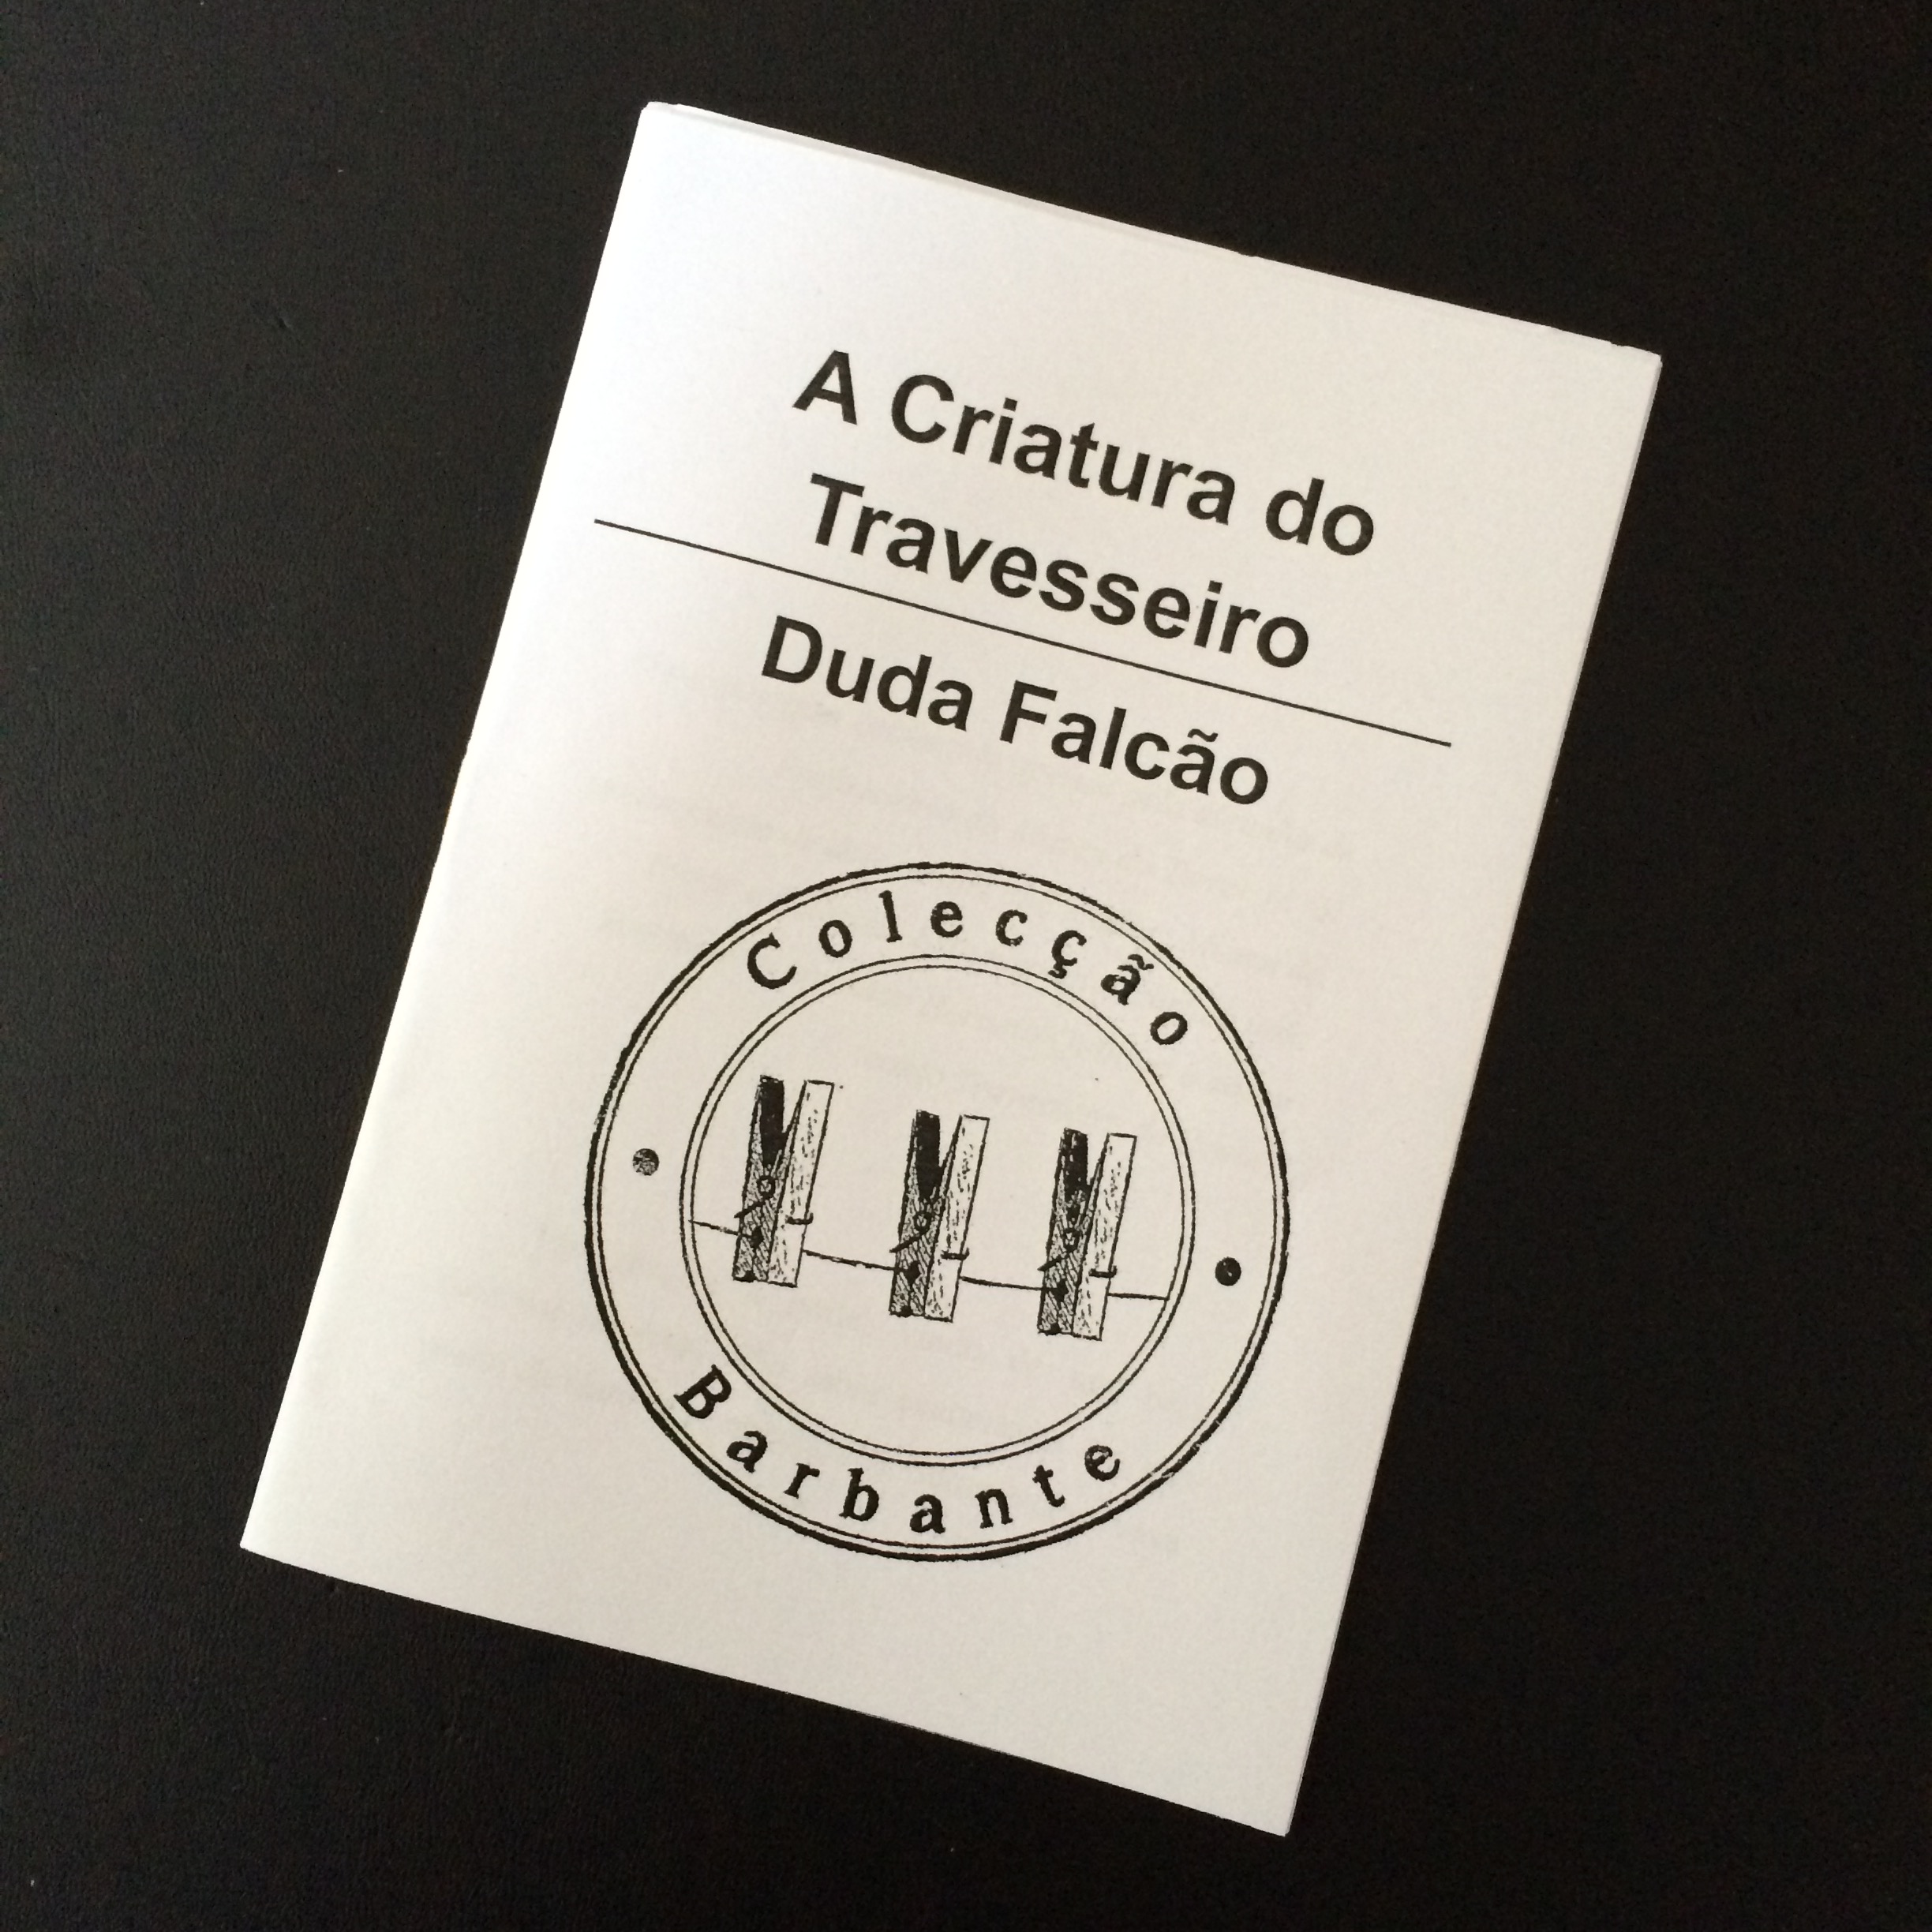 A Criatura do
Travesseiro
Duda Falcão
Colecção
Barbante